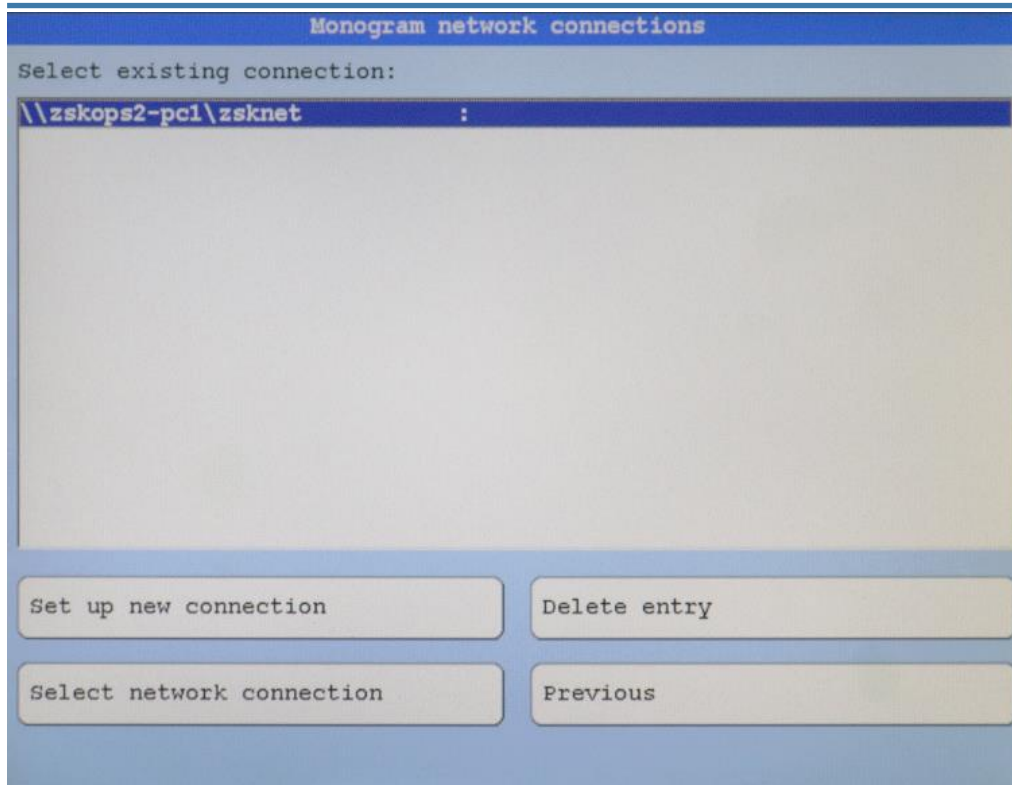 Monogram network connections
Select existing connection:
\\zskops2-pc1\zsknet :
Set up new connection
Delete entry
Select network connection
Previous